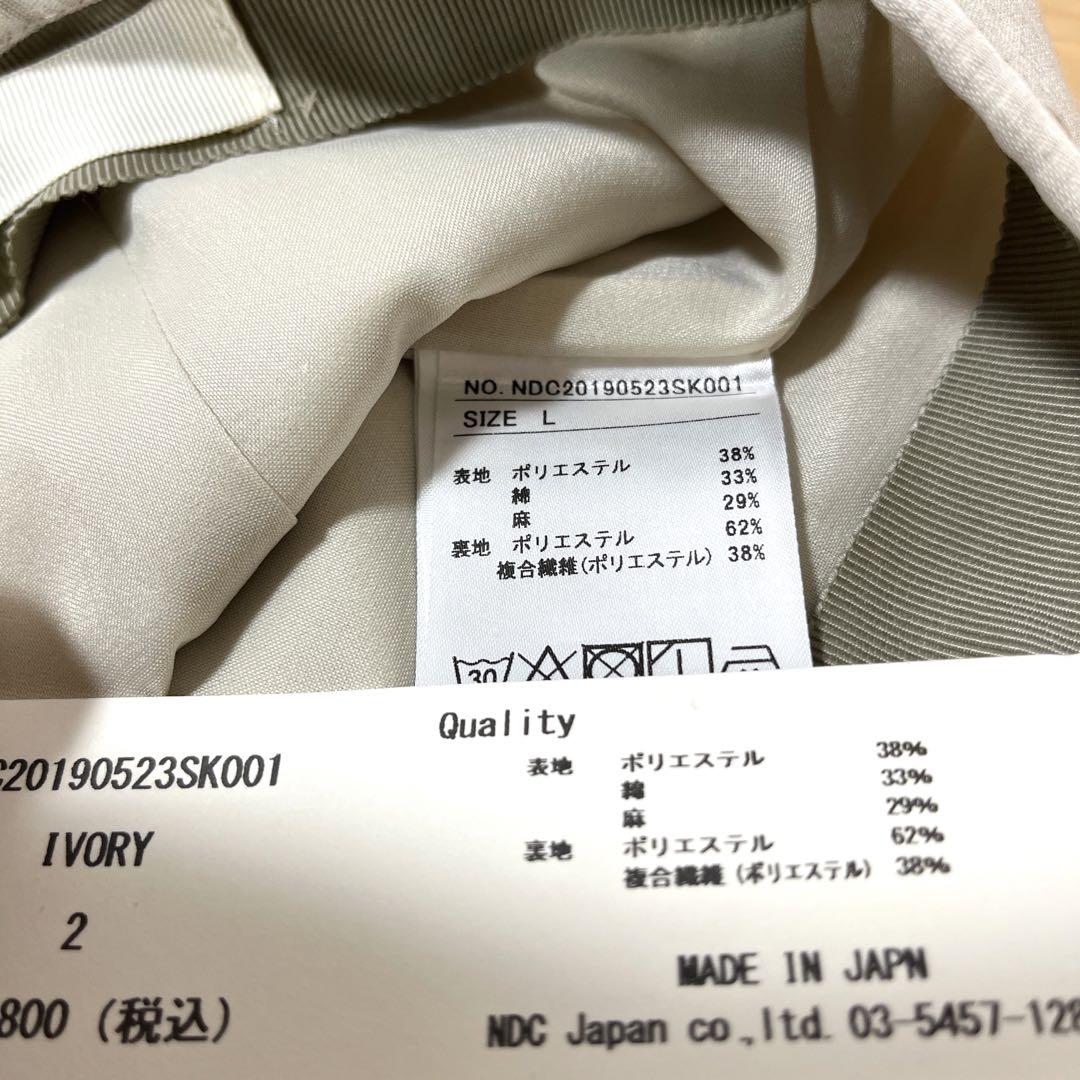 NO. NDC20190523SK001
SIZE L
表地 ポリエステル 38%
綿 33%
麻 29%
裏地 ポリエステル 62%
複合繊維(ポリエステル) 38%
30
Quality
C20190523SK001
IVORY
2
800 (税込)
表地 ポリエステル 38%
綿 33%
麻 29%
裏地 ポリエステル 62%
複合繊維 (ポリエステル) 38%
MADE IN JAPAN
NDC Japan co.,ltd. 03-5457-128